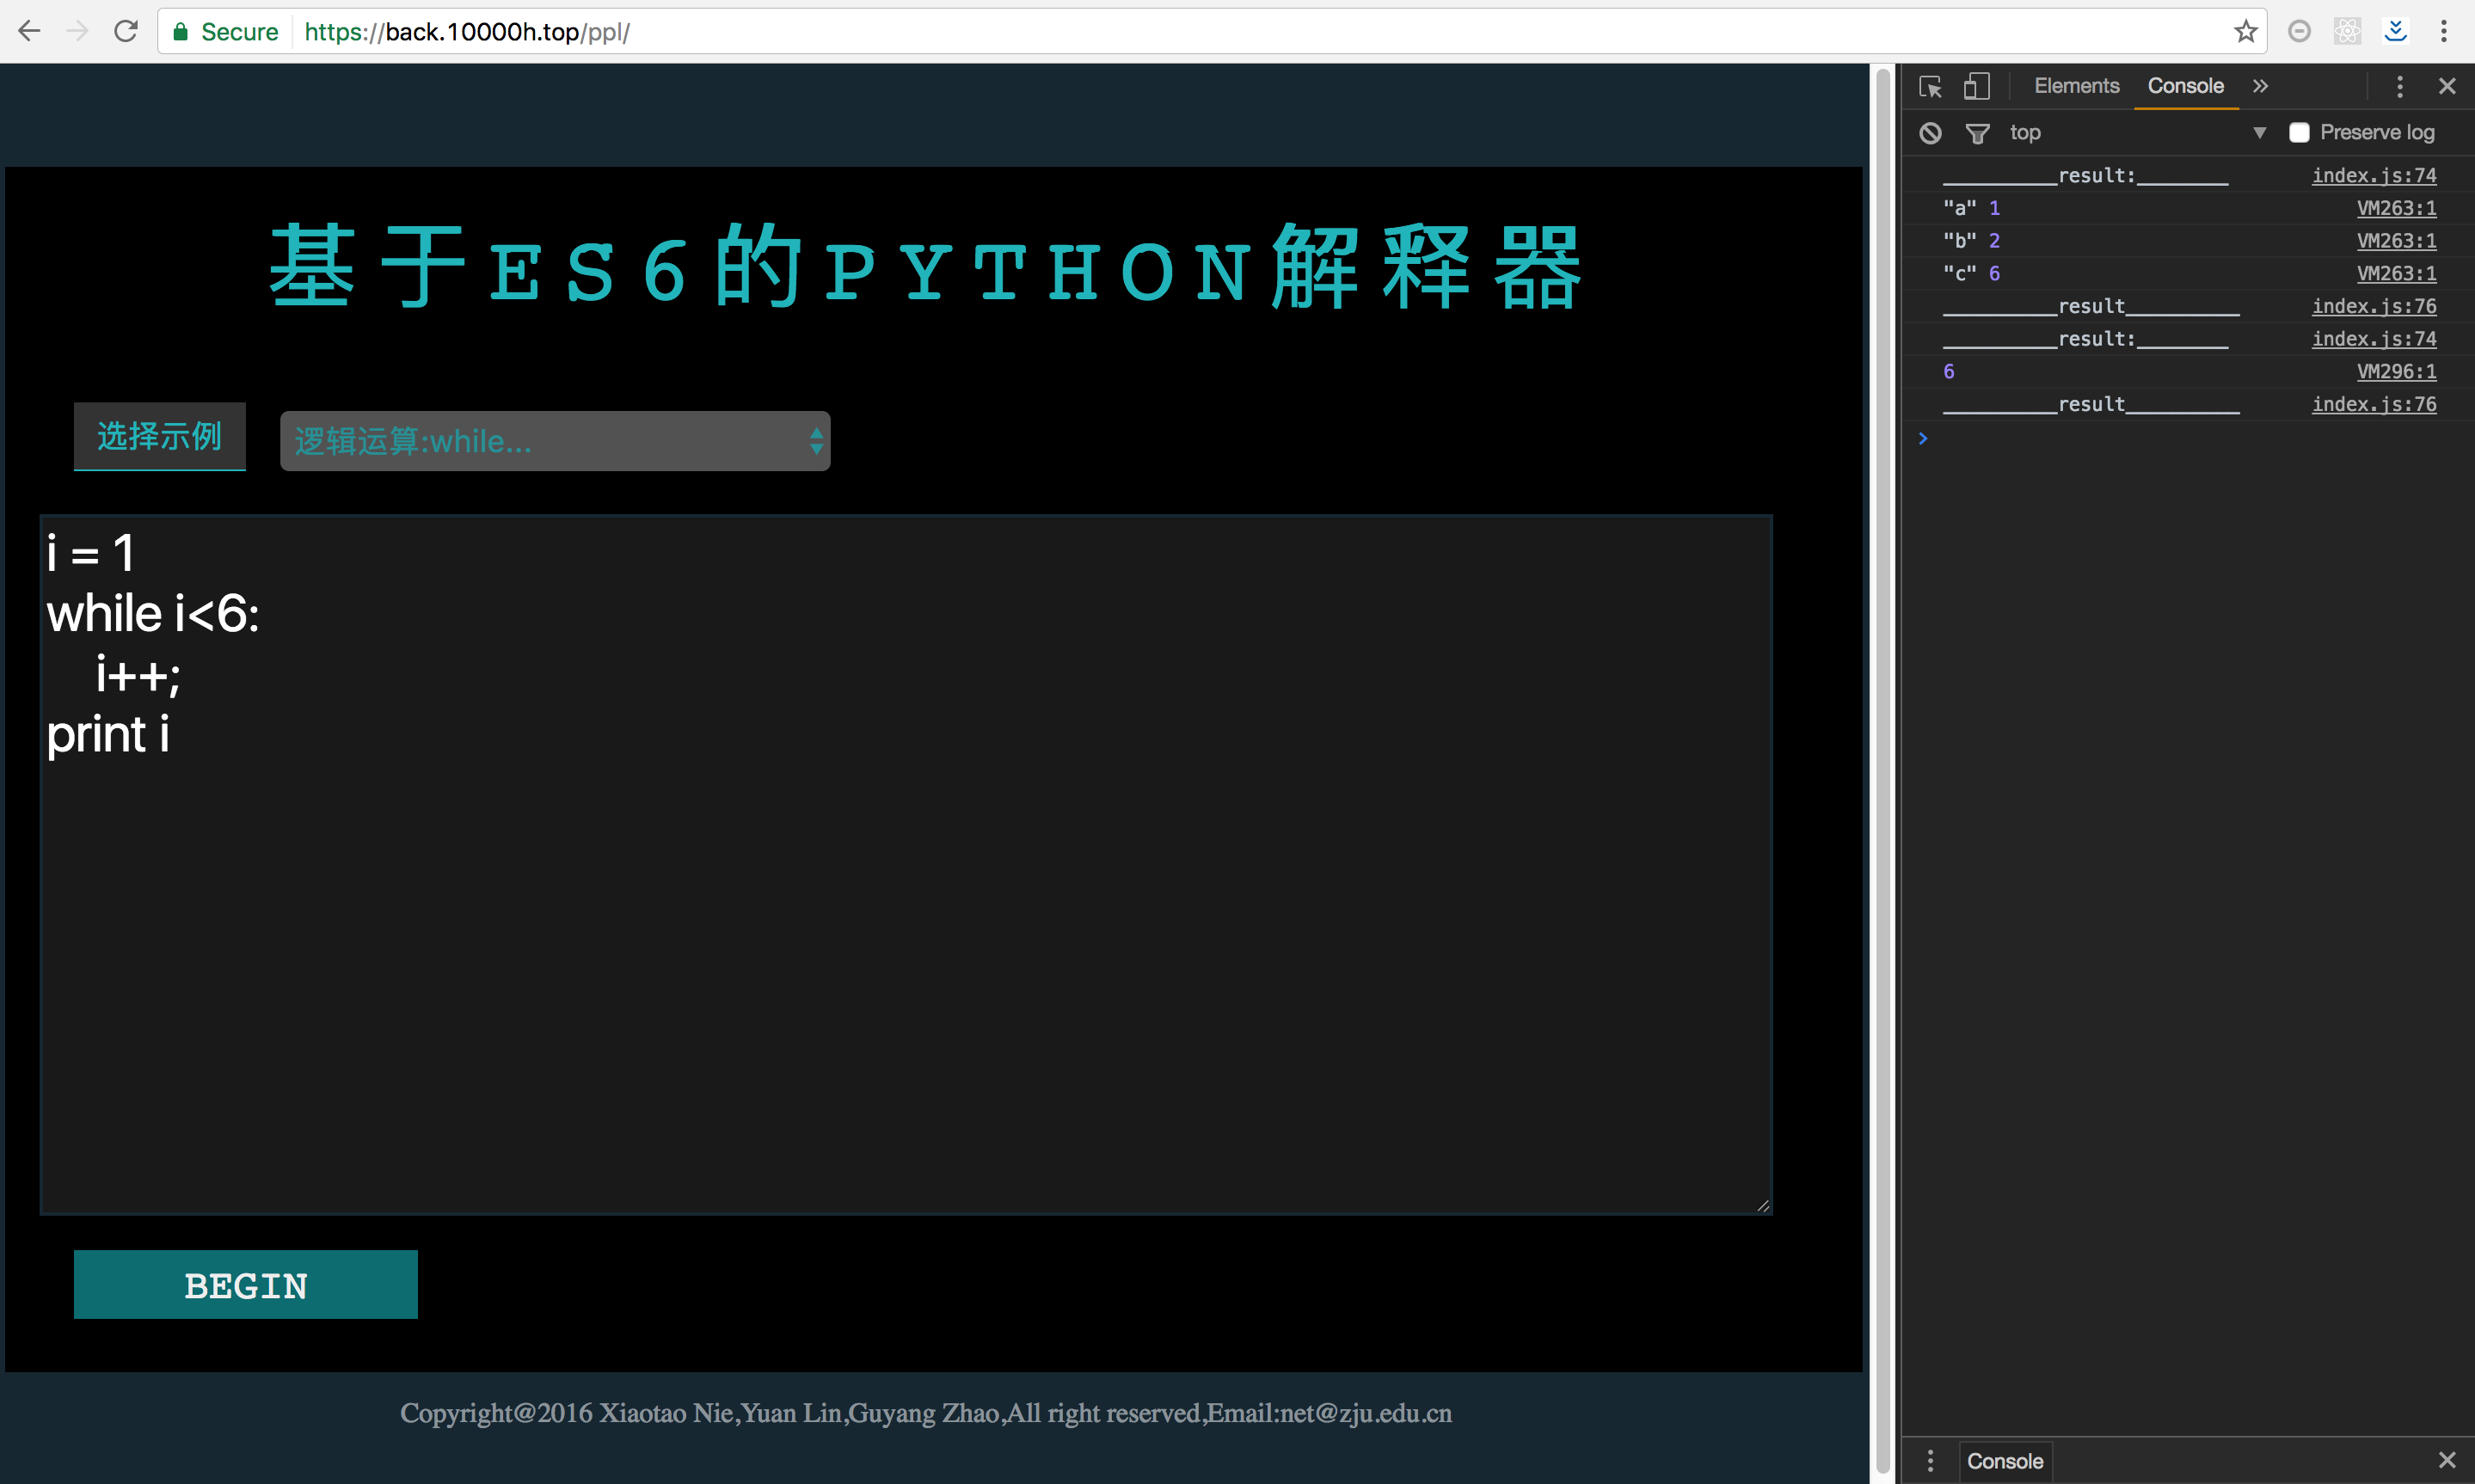 Secure https://back.10000h.top/ppl/
基于ES6的PYTHON解释器
选择示例
逻辑运算:while...
i = 1
while i<6:
    i++;
print i
BEGIN
Copyright@2016 Xiaotao Nie,Yuan Lin,Guyang Zhao,All right reserved,Email:net@zju.edu.cn
Elements Console »
top Preserve log
__________result:________ index.js:74
"a" 1 VM263:1
"b" 2 VM263:1
"c" 6 VM263:1
__________result__________ index.js:76
__________result:________ index.js:74
6 VM296:1
__________result__________ index.js:76
Console